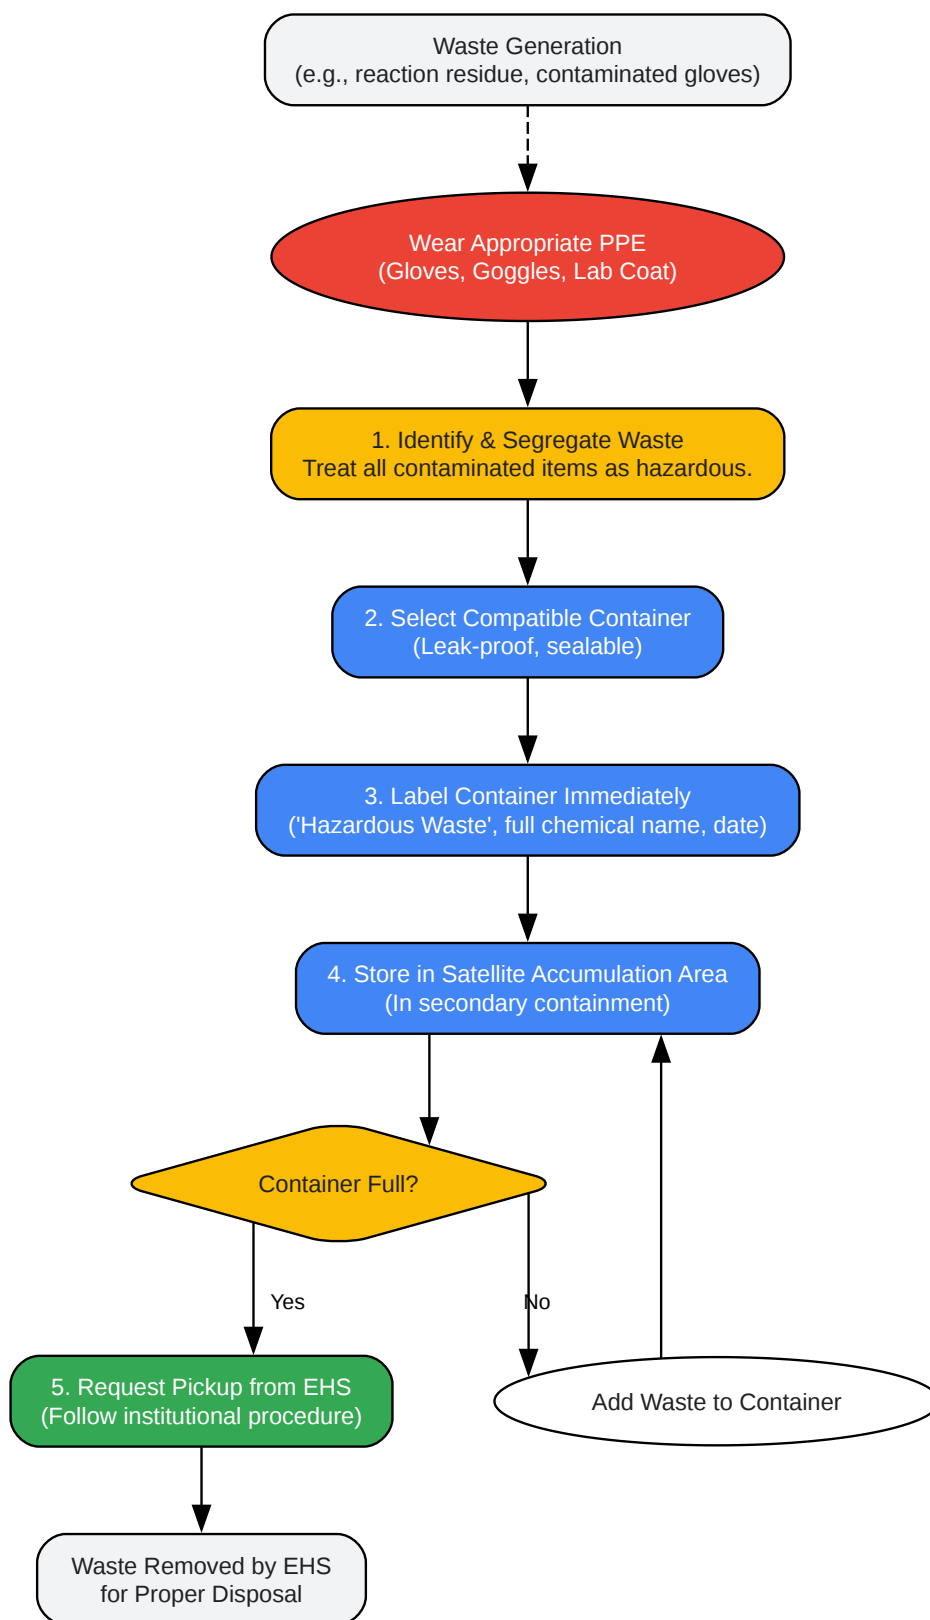 Waste Generation
(e.g., reaction residue, contaminated gloves)
Wear Appropriate PPE
(Gloves, Goggles, Lab Coat)
1. Identify & Segregate Waste
Treat all contaminated items as hazardous.
2. Select Compatible Container
(Leak-proof, sealable)
3. Label Container Immediately
('Hazardous Waste', full chemical name, date)
4. Store in Satellite Accumulation Area
(In secondary containment)
Container Full?
Yes
No
5. Request Pickup from EHS
(Follow institutional procedure)
Add Waste to Container
Waste Removed by EHS
for Proper Disposal